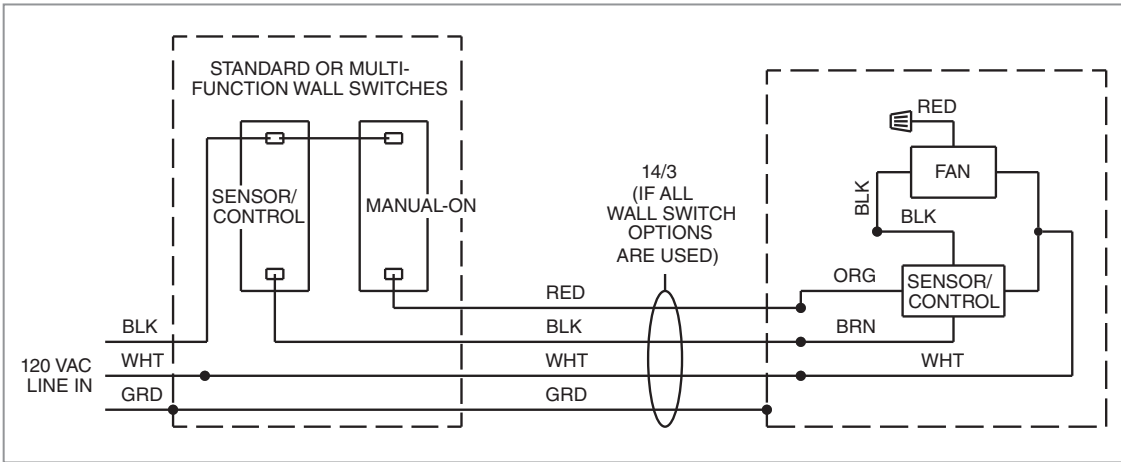 STANDARD OR MULTI-
FUNCTION WALL SWITCHES
SENSOR/
CONTROL
MANUAL-ON
14/3
(IF ALL
WALL SWITCH
OPTIONS
ARE USED)
RED
FAN
BLK
BLK
ORG
SENSOR/
CONTROL
RED
BLK
BLK
BRN
120 VAC
LINE IN
WHT
WHT
WHT
GRD
GRD